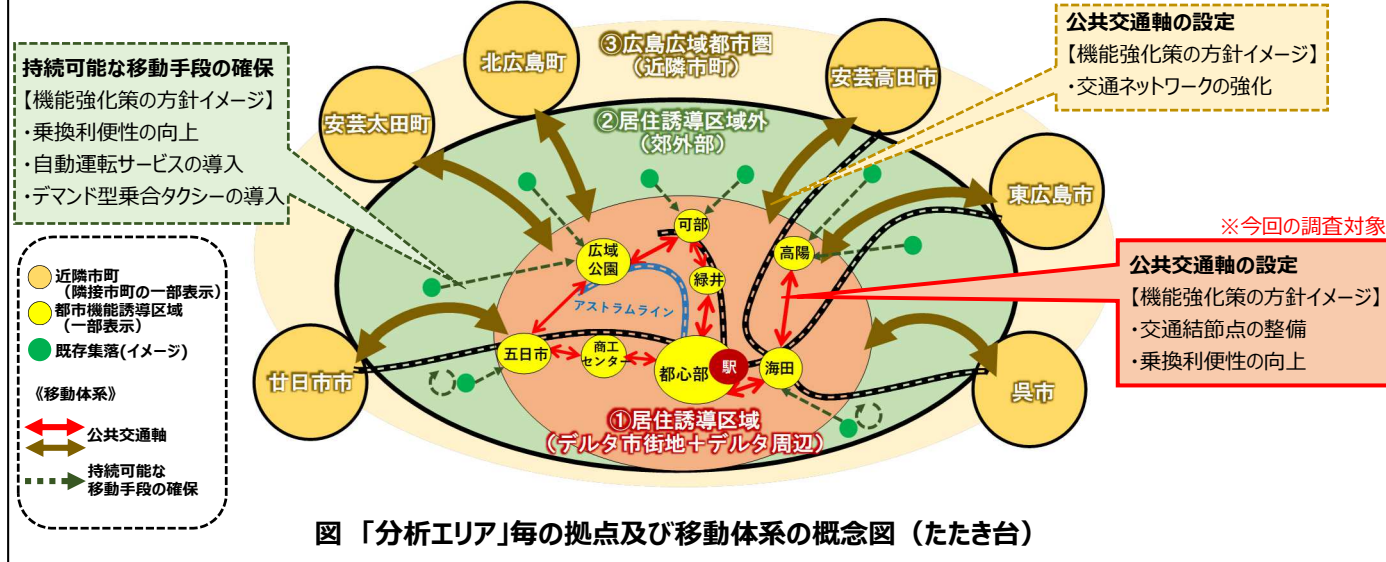 公共交通軸の設定
【機能強化策の方針イメージ】
・交通ネットワークの強化
持続可能な移動手段の確保
【機能強化策の方針イメージ】
・乗換利便性の向上
・自動運転サービスの導入
・デマンド型乗合タクシーの導入
③広島広域都市圏
（近隣市町）
北広島町
安芸高田市
安芸太田町
②居住誘導区域外
（郊外部）
東広島市
※今回の調査対象
公共交通軸の設定
【機能強化策の方針イメージ】
・交通結節点の整備
・乗換利便性の向上
可部
広域
公園
高陽
緑井
アストラムライン
五日市
商工
センター
都心部
駅
海田
廿日市市
呉市
①居住誘導区域
（デルタ市街地＋デルタ周辺）
近隣市町
（隣接市町の一部表示）
都市機能誘導区域
（一部表示）
既存集落(イメージ)
《移動体系》
公共交通軸
持続可能な
移動手段の確保
図 「分析エリア」毎の拠点及び移動体系の概念図（たたき台）